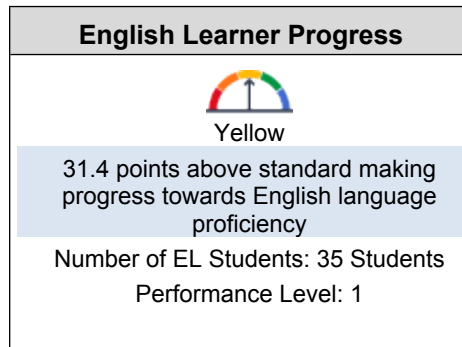 English Learner Progress
Yellow
31.4 points above standard making
progress towards English language
proficiency
Number of EL Students: 35 Students
Performance Level: 1